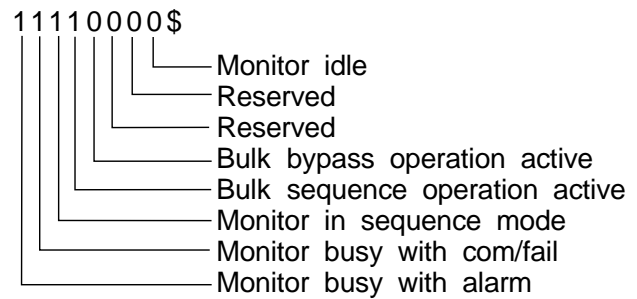 11110000$
Monitor idle
Reserved
Reserved
Bulk bypass operation active
Bulk sequence operation active
Monitor in sequence mode
Monitor busy with com/fail
Monitor busy with alarm